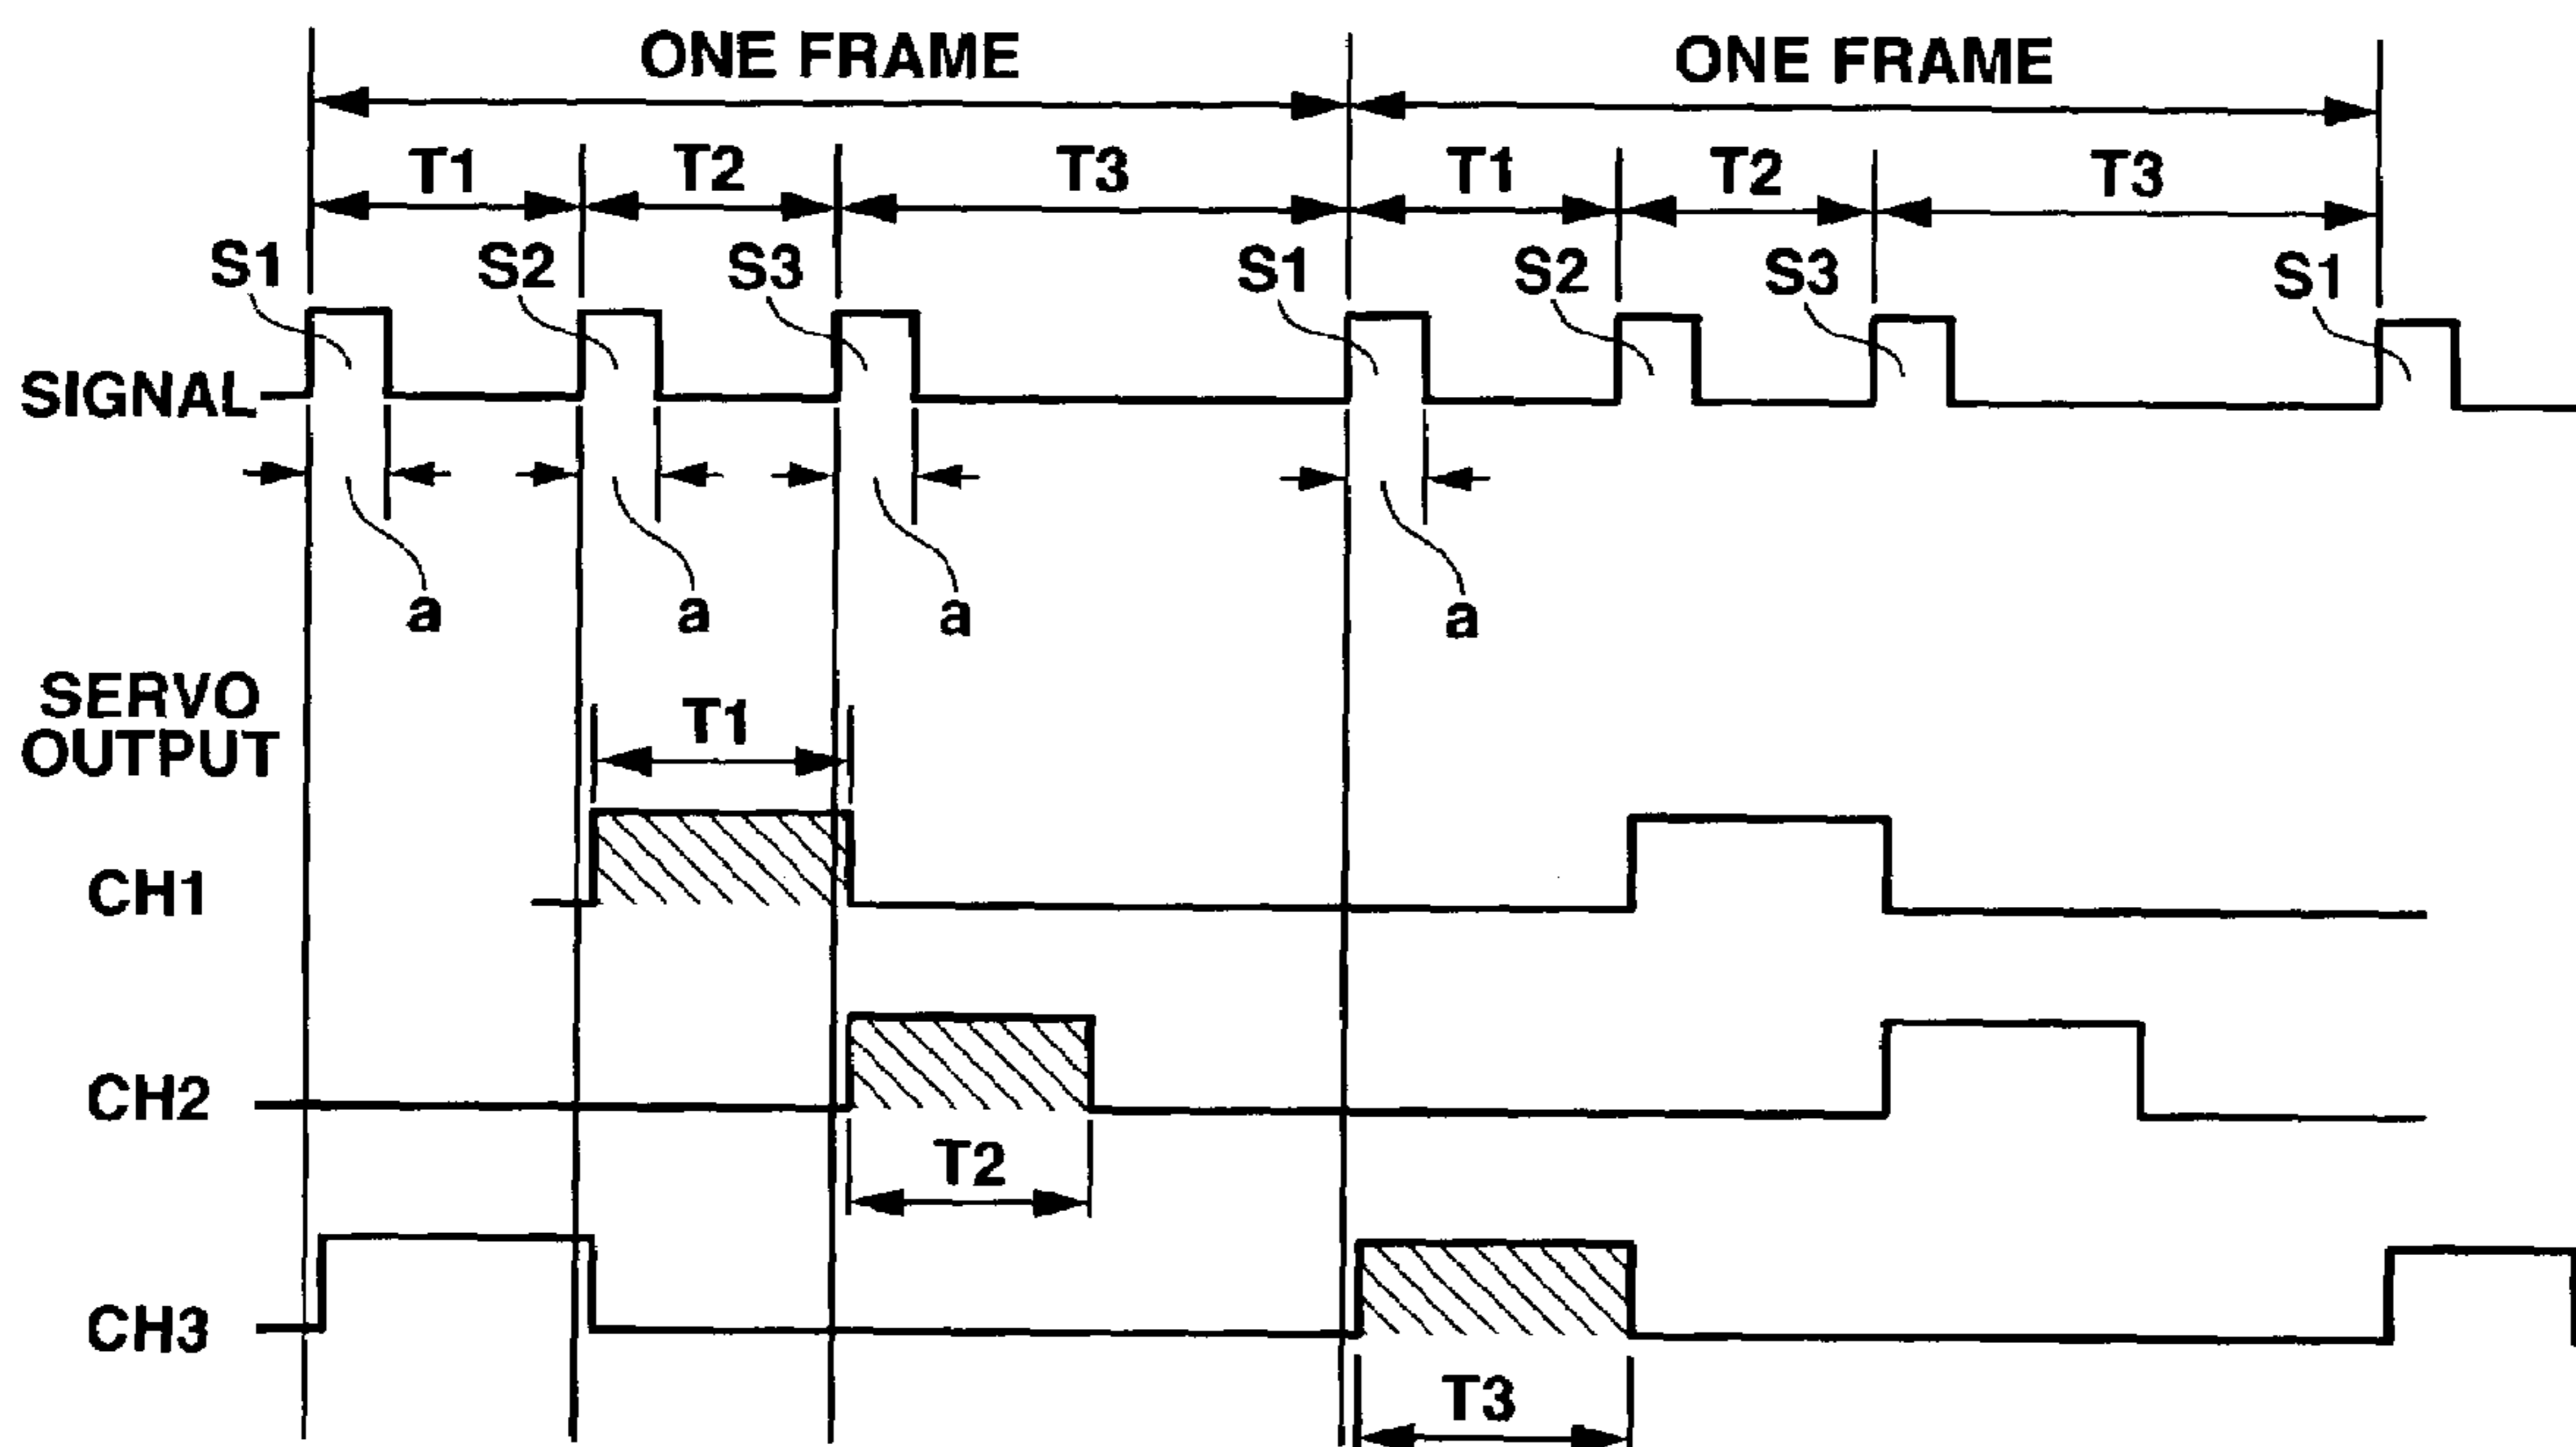 ONE FRAME ONE FRAME
T1 T2 T3 T1 T2 T3
S1 S2 S3 S1 S2 S3 S1
SIGNAL
a a a a
SERVO
OUTPUT
T1
CH1
CH2
T2
CH3
T3